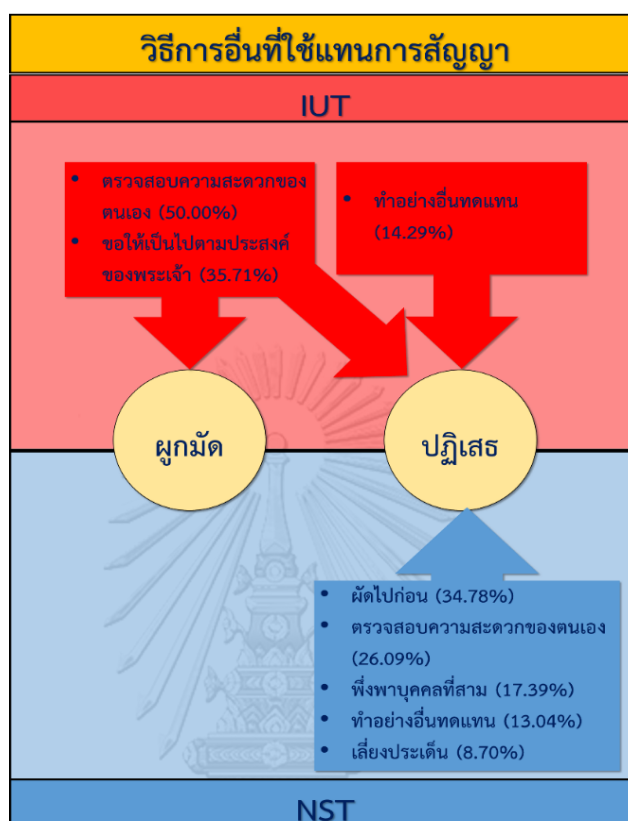 วิธีการอื่นที่ใช้แทนการสัญญา
IUT
• ตรวจสอบความสะดวกของ
ตนเอง (50.00%)
• ขอให้เป็นไปตามประสงค์
ของพระเจ้า (35.71%)
• ทำอย่างอื่นทดแทน
(14.29%)
ผูกมัด
ปฏิเสธ
• ผัดไปก่อน (34.78%)
• ตรวจสอบความสะดวกของตนเอง
(26.09%)
• พึ่งพาบุคคลที่สาม (17.39%)
• ทำอย่างอื่นทดแทน (13.04%)
• เลี่ยงประเด็น (8.70%)
NST